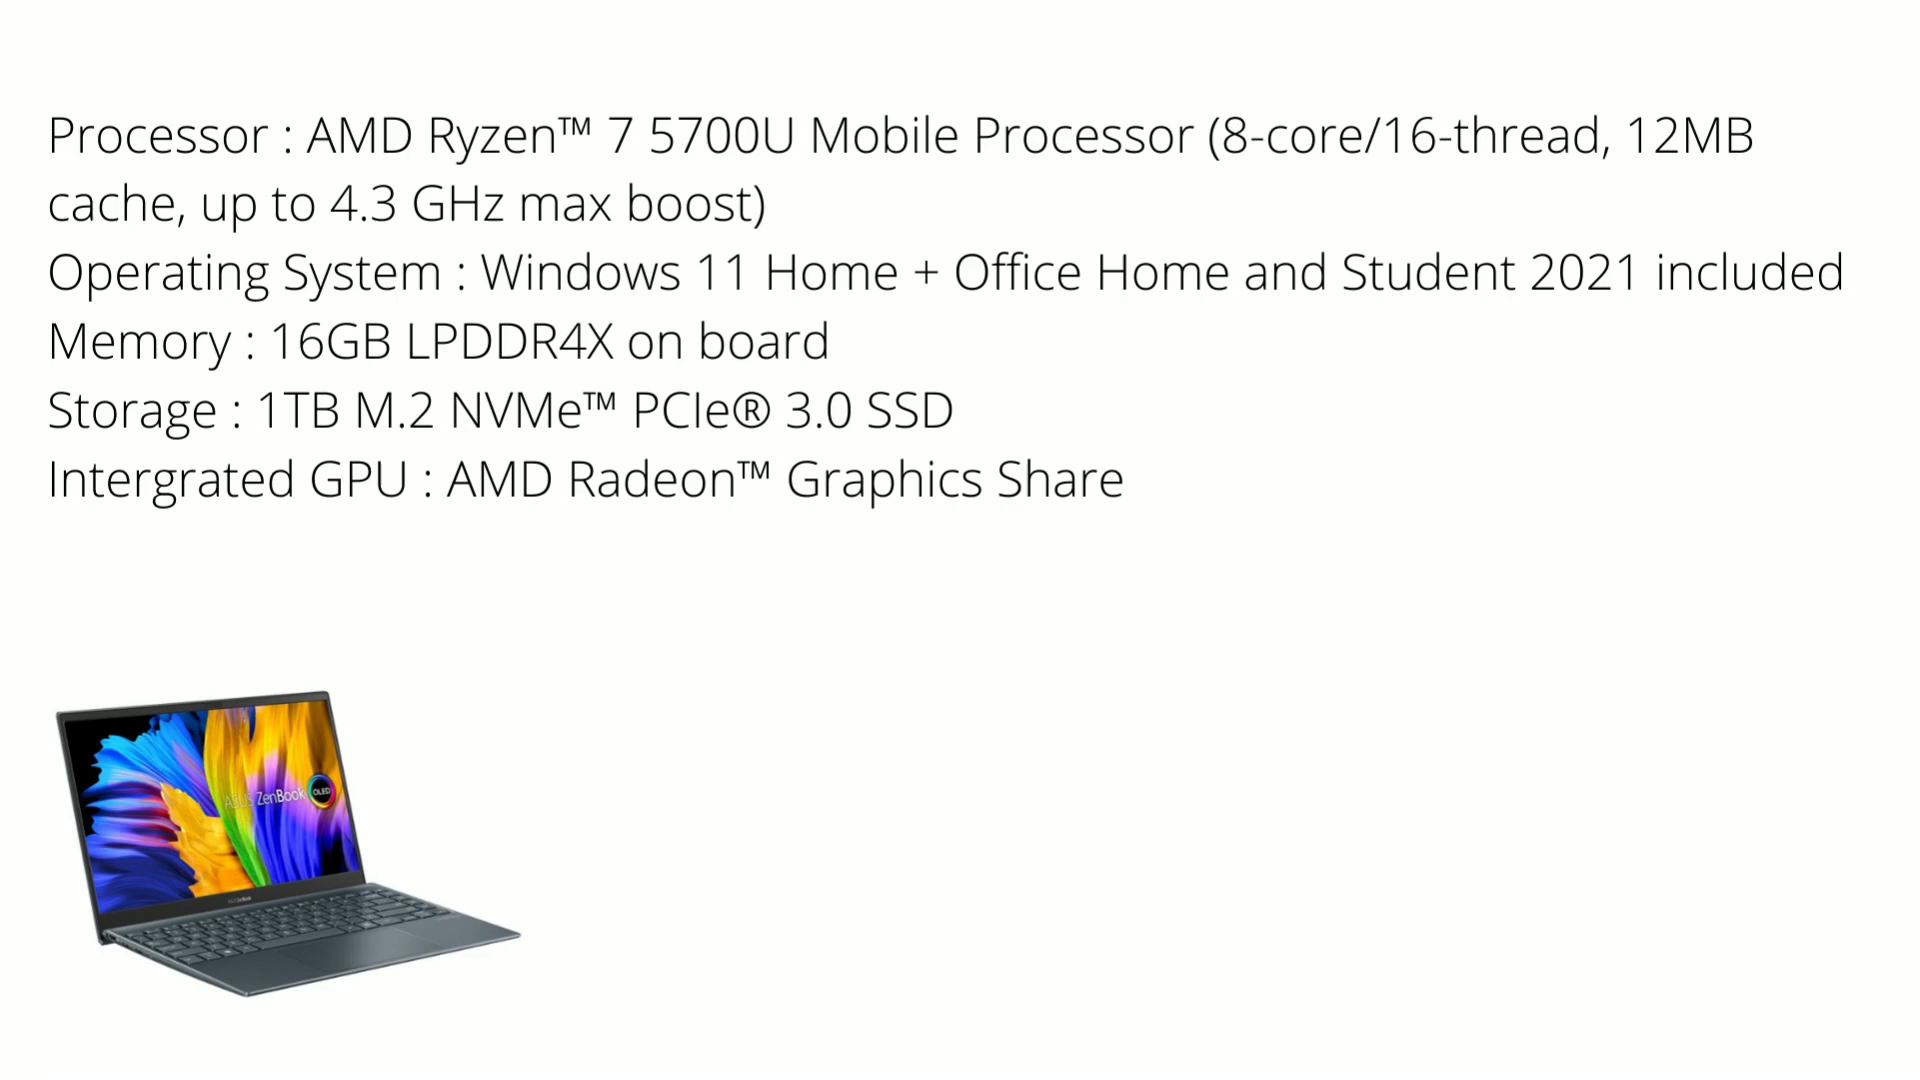 Processor : AMD Ryzen™ 7 5700U Mobile Processor (8-core/16-thread, 12MB
cache, up to 4.3 GHz max boost)
Operating System : Windows 11 Home + Office Home and Student 2021 included
Memory : 16GB LPDDR4X on board
Storage : 1TB M.2 NVMe™ PCIe® 3.0 SSD
Intergrated GPU : AMD Radeon™ Graphics Share
ASUS ZenBook OLED